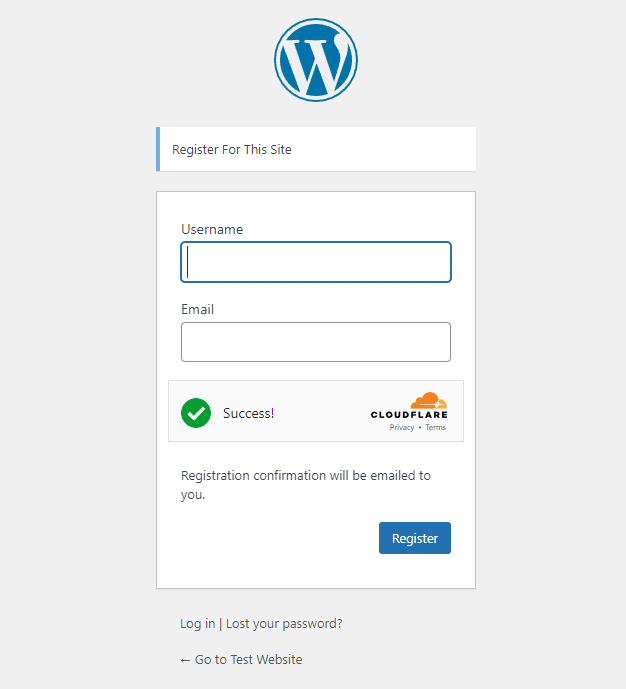 Register For This Site
Username
Email
Success!
CLOUDFLARE
Privacy • Terms
Registration confirmation will be emailed to
you.
Register
Log in | Lost your password?
← Go to Test Website